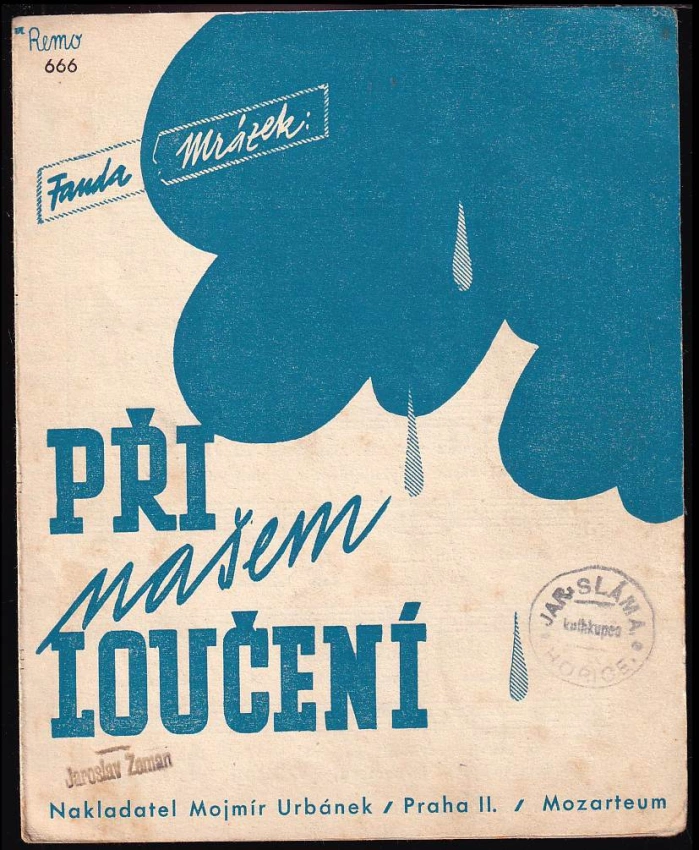 Remo
666
Fanda Mrázek:
PŘI
našem
LOUČENÍ
JAR. SLÁMA
knihkupec
HOŘICE
Jaroslav Zeman
Nakladatel Mojmír Urbánek / Praha II. / Mozarteum